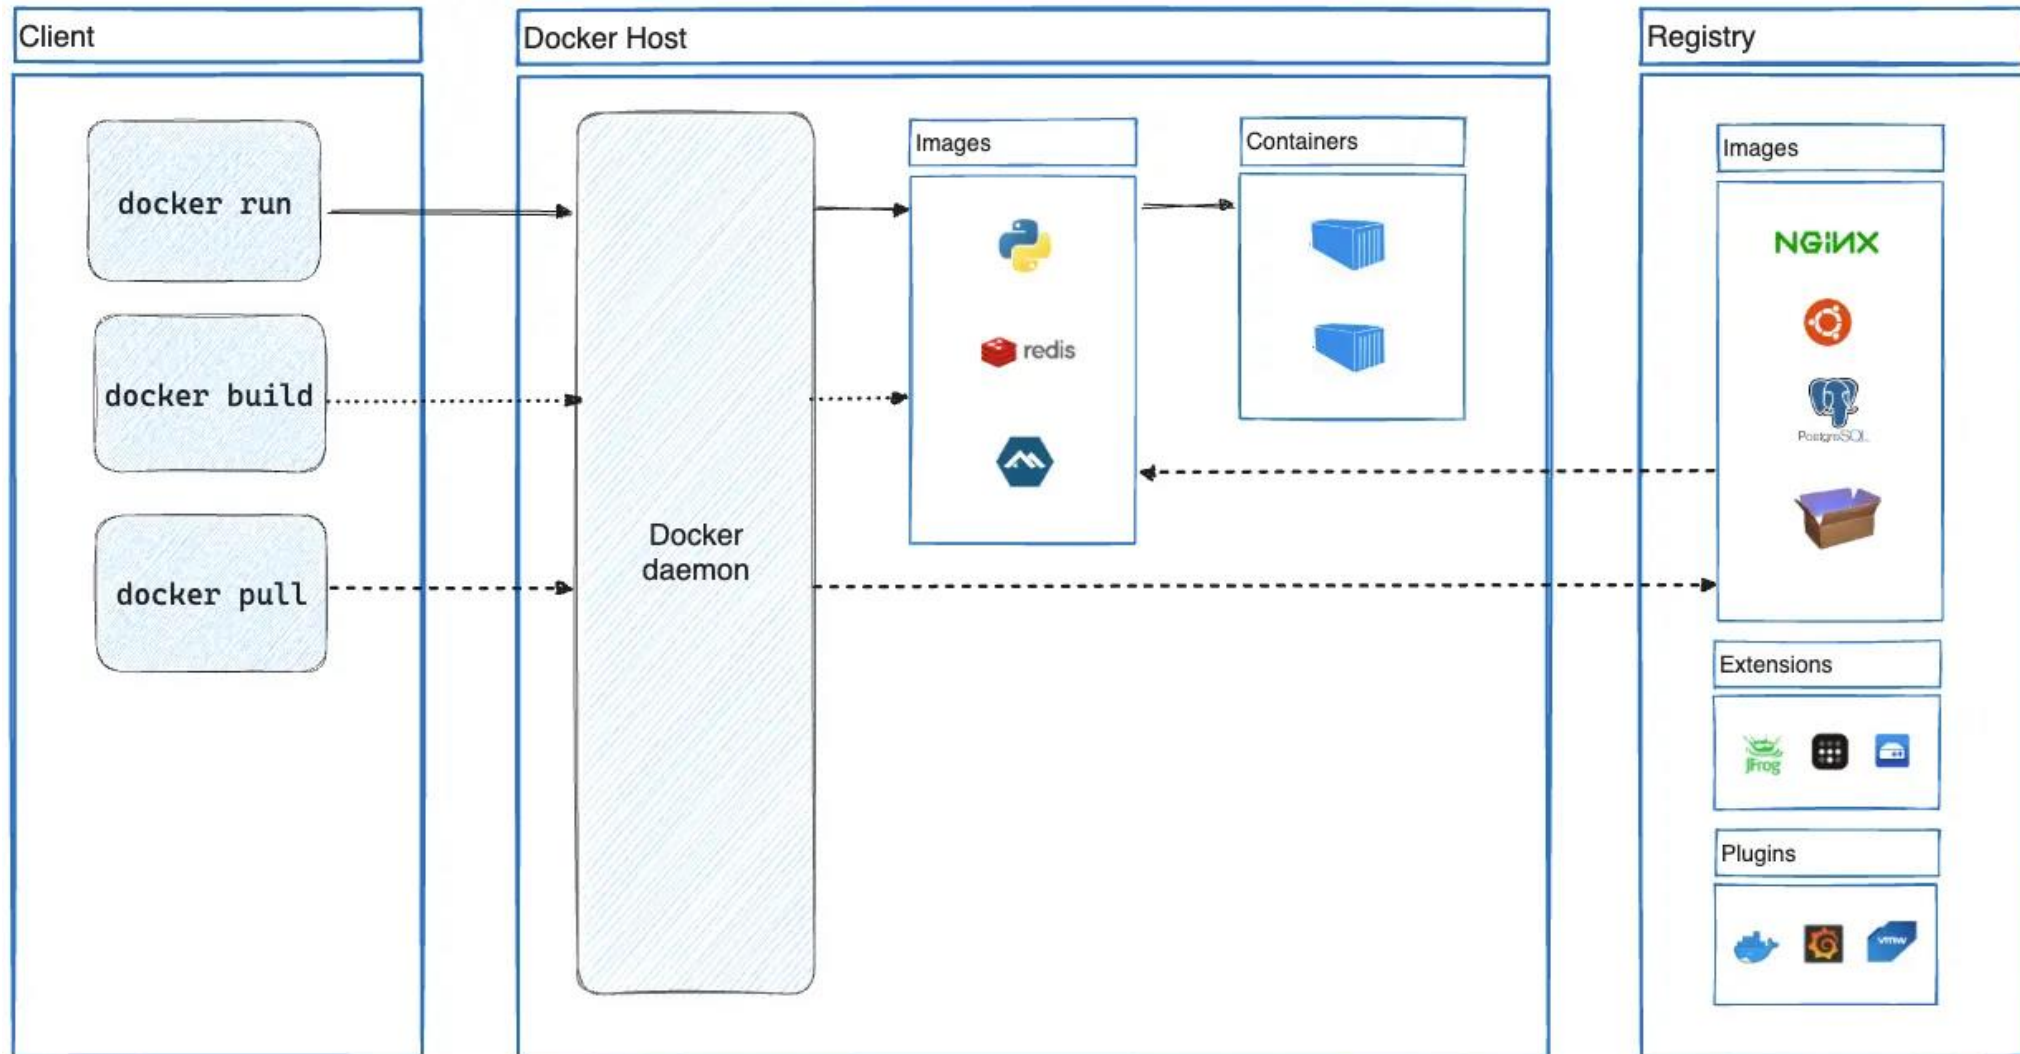 Client
docker run
docker build
docker pull
Docker Host
Docker
daemon
Images
redis
Containers
Registry
Images
NGINX
PostgreSQL
Extensions
JFrog
Plugins
vmw